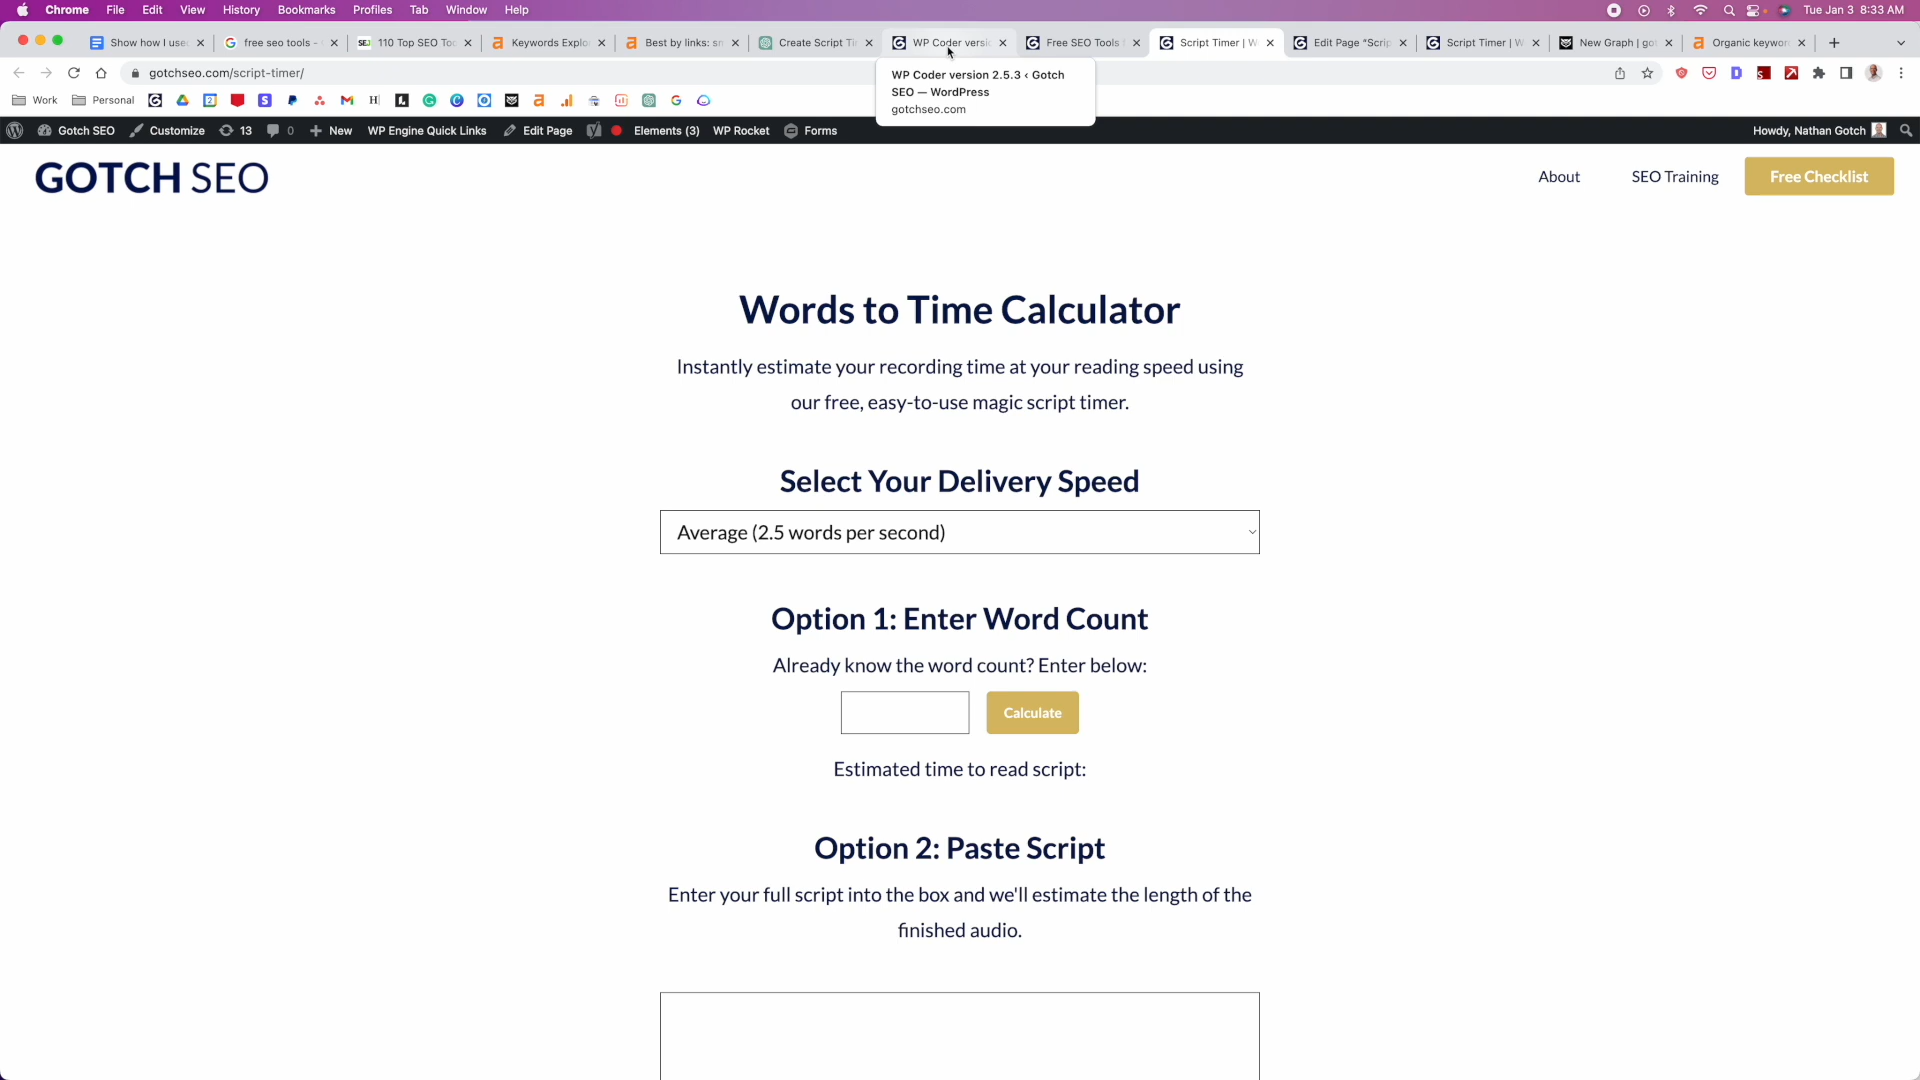 Chrome File Edit View History Bookmarks Profiles Tab Window Help Tue Jan 3 8:33 AM
Show how I use free seo tools - 110 Top SEO Too Keywords Explo Best by links: sm Create Script Ti WP Coder versio Free SEO Tools Script Timer | W Edit Page "Scrip Script Timer | W New Graph | go Organic keywor
gotchseo.com/script-timer/
WP Coder version 2.5.3 ‹ Gotch
SEO — WordPress
gotchseo.com
Work Personal
Gotch SEO Customize 13 0 New WP Engine Quick Links Edit Page Elements (3) WP Rocket Forms Howdy, Nathan Gotch
GOTCH SEO About SEO Training Free Checklist
Words to Time Calculator
Instantly estimate your recording time at your reading speed using
our free, easy-to-use magic script timer.
Select Your Delivery Speed
Average (2.5 words per second)
Option 1: Enter Word Count
Already know the word count? Enter below:
Calculate
Estimated time to read script:
Option 2: Paste Script
Enter your full script into the box and we'll estimate the length of the
finished audio.